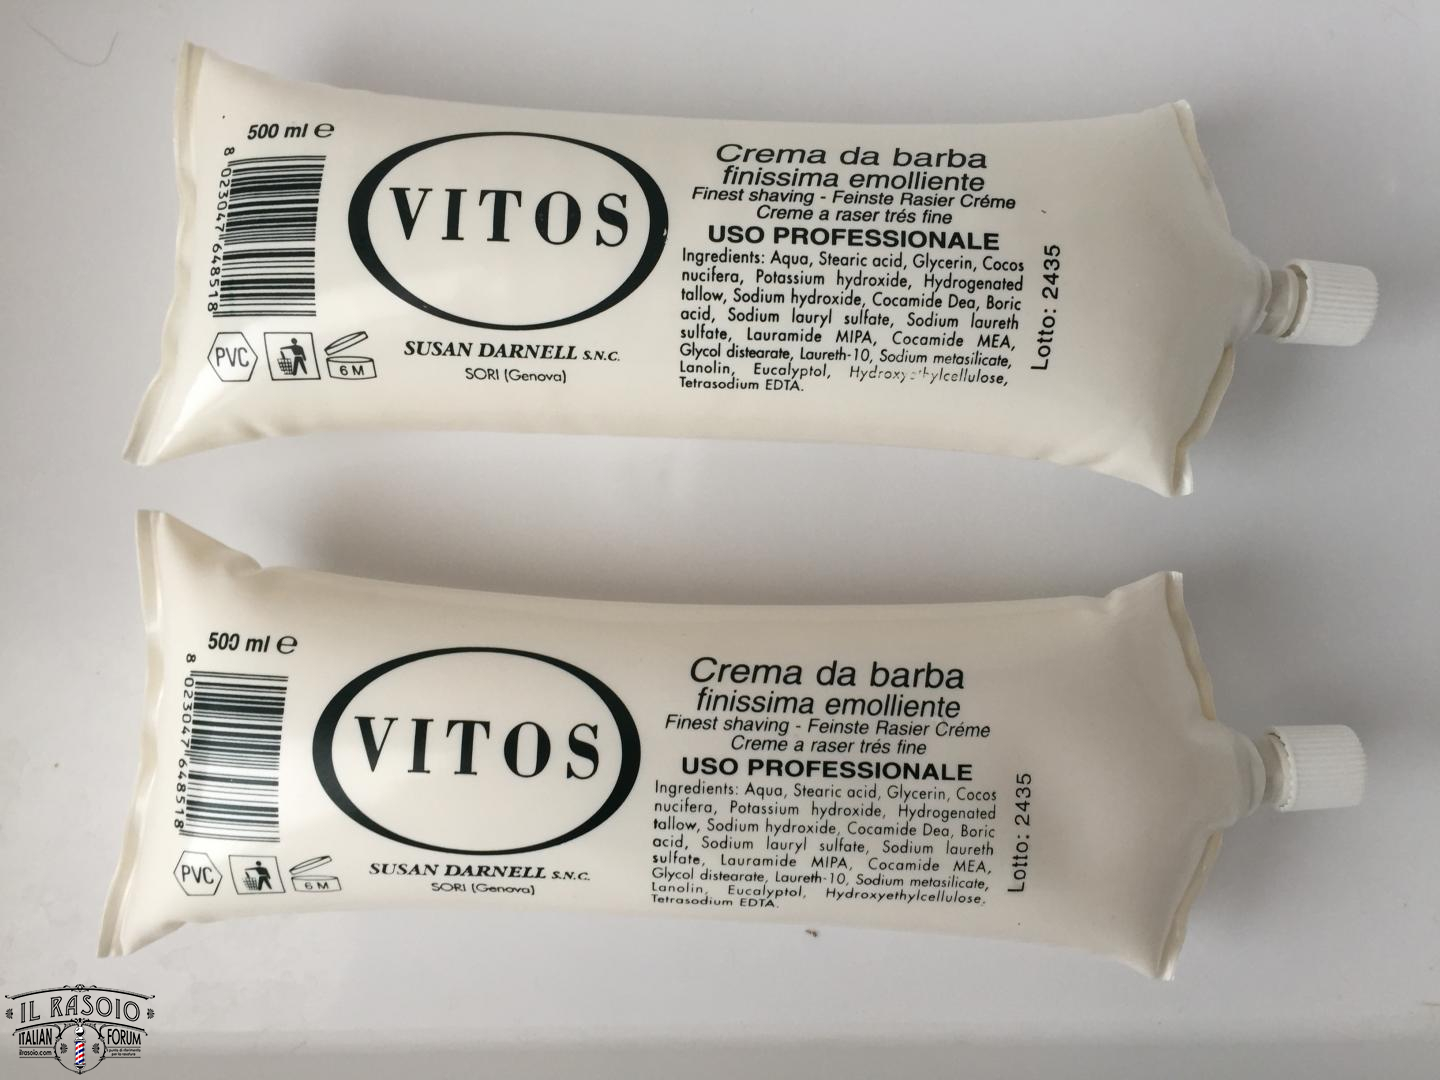 500 ml ℮
8 023047 648518
VITOS
SUSAN DARNELL S.N.C.
SORI (Genova)
PVC
6 M
Crema da barba
finissima emolliente
Finest shaving - Feinste Rasier Créme
Creme a raser trés fine
USO PROFESSIONALE
Ingredients: Aqua, Stearic acid, Glycerin, Cocos
nucifera, Potassium hydroxide, Hydrogenated
tallow, Sodium hydroxide, Cocamide Dea, Boric
acid, Sodium lauryl sulfate, Sodium laureth
sulfate, Lauramide MIPA, Cocamide MEA,
Glycol distearate, Laureth-10, Sodium metasilicate,
Lanolin, Eucalyptol, Hydroxyethylcellulose,
Tetrasodium EDTA.
Lotto: 2435
500 ml ℮
8 023047 648518
VITOS
SUSAN DARNELL S.N.C.
SORI (Genova)
PVC
6 M
Crema da barba
finissima emolliente
Finest shaving - Feinste Rasier Créme
Creme a raser trés fine
USO PROFESSIONALE
Ingredients: Aqua, Stearic acid, Glycerin, Cocos
nucifera, Potassium hydroxide, Hydrogenated
tallow, Sodium hydroxide, Cocamide Dea, Boric
acid, Sodium lauryl sulfate, Sodium laureth
sulfate, Lauramide MIPA, Cocamide MEA,
Glycol distearate, Laureth-10, Sodium metasilicate,
Lanolin, Eucalyptol, Hydroxyethylcellulose.
Tetrasodium EDTA.
Lotto: 2435
IL RASOIO
ITALIAN FORUM
ilrasoio.com